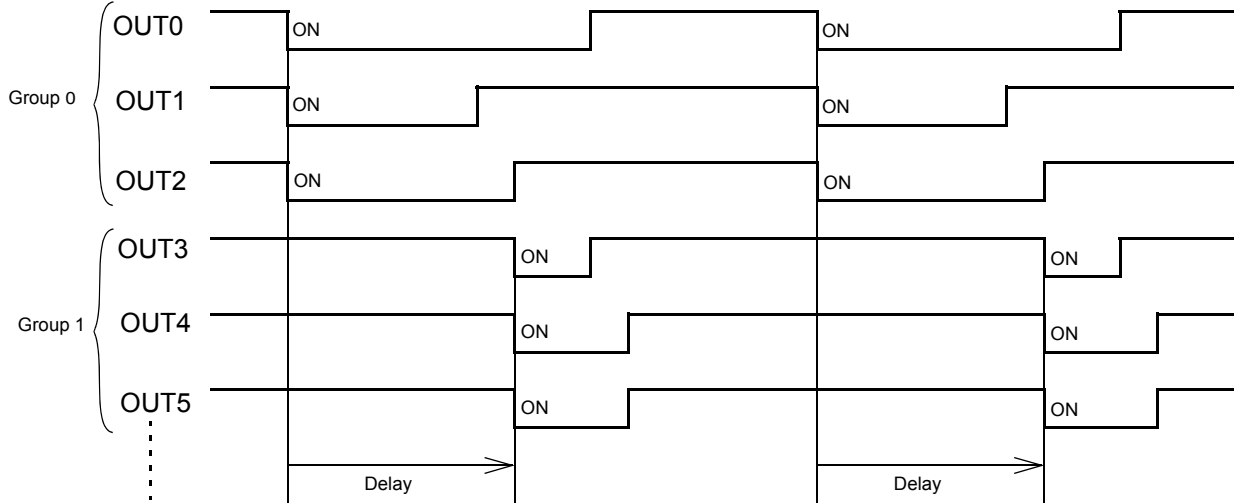 OUT0 ON ON
Group 0 OUT1 ON ON
OUT2 ON ON
OUT3 ON ON
Group 1 OUT4 ON ON
OUT5 ON ON
Delay Delay